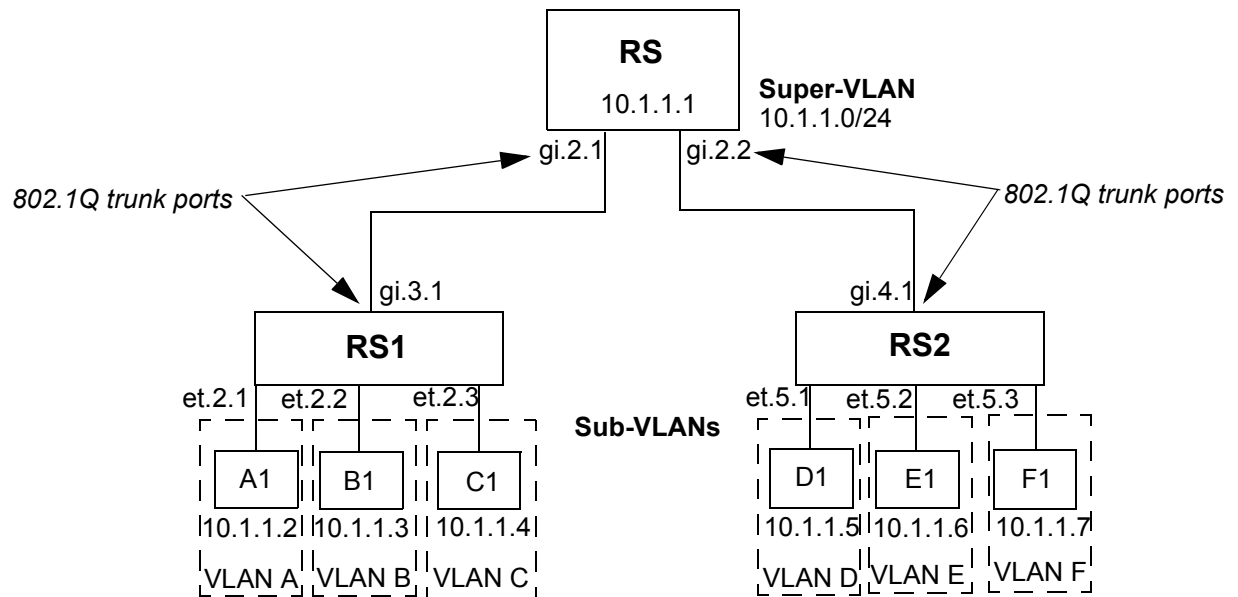 RS
10.1.1.1
Super-VLAN
10.1.1.0/24
gi.2.1
gi.2.2
802.1Q trunk ports
802.1Q trunk ports
gi.3.1
gi.4.1
RS1
RS2
et.2.1
et.2.2
et.2.3
et.5.1
et.5.2
et.5.3
Sub-VLANs
A1
B1
C1
D1
E1
F1
10.1.1.2
10.1.1.3
10.1.1.4
10.1.1.5
10.1.1.6
10.1.1.7
VLAN A
VLAN B
VLAN C
VLAN D
VLAN E
VLAN F